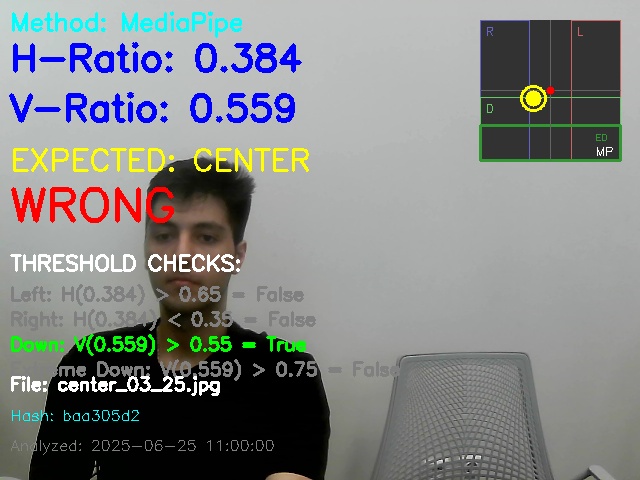 Method: MediaPipe
H-Ratio: 0.384
V-Ratio: 0.559
EXPECTED: CENTER
WRONG
THRESHOLD CHECKS:
Left: H(0.384) > 0.65 = False
Right: H(0.384) < 0.35 = False
Down: V(0.559) > 0.55 = True
Down: V(0.559) > 0.75 = False
File: center_03_25.jpg
Hash: baa305d2
Analyzed: 2025-06-25 11:00:00
R
L
D
ED
MP